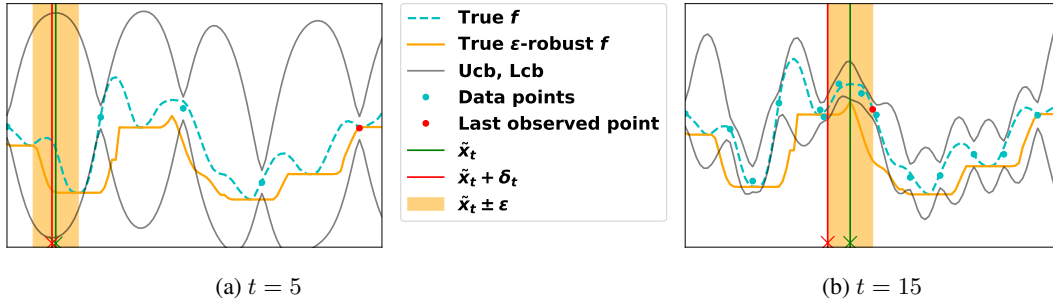 True f
True ε-robust f
Ucb, Lcb
Data points
Last observed point
x̃ₜ
x̃ₜ + δₜ
x̃ₜ ± ε
(a) t = 5
(b) t = 15